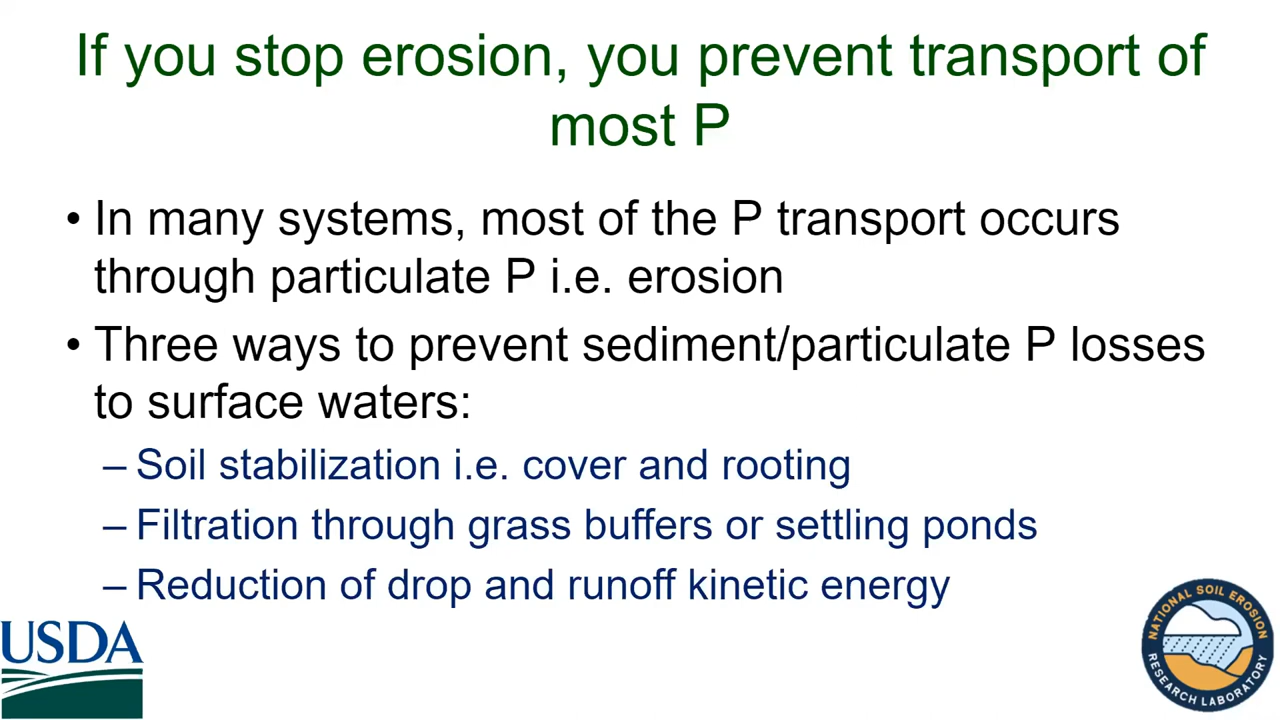 If you stop erosion, you prevent transport of
most P
• In many systems, most of the P transport occurs
through particulate P i.e. erosion
• Three ways to prevent sediment/particulate P losses
to surface waters:
– Soil stabilization i.e. cover and rooting
– Filtration through grass buffers or settling ponds
– Reduction of drop and runoff kinetic energy
USDA
NATIONAL SOIL EROSION
RESEARCH LABORATORY